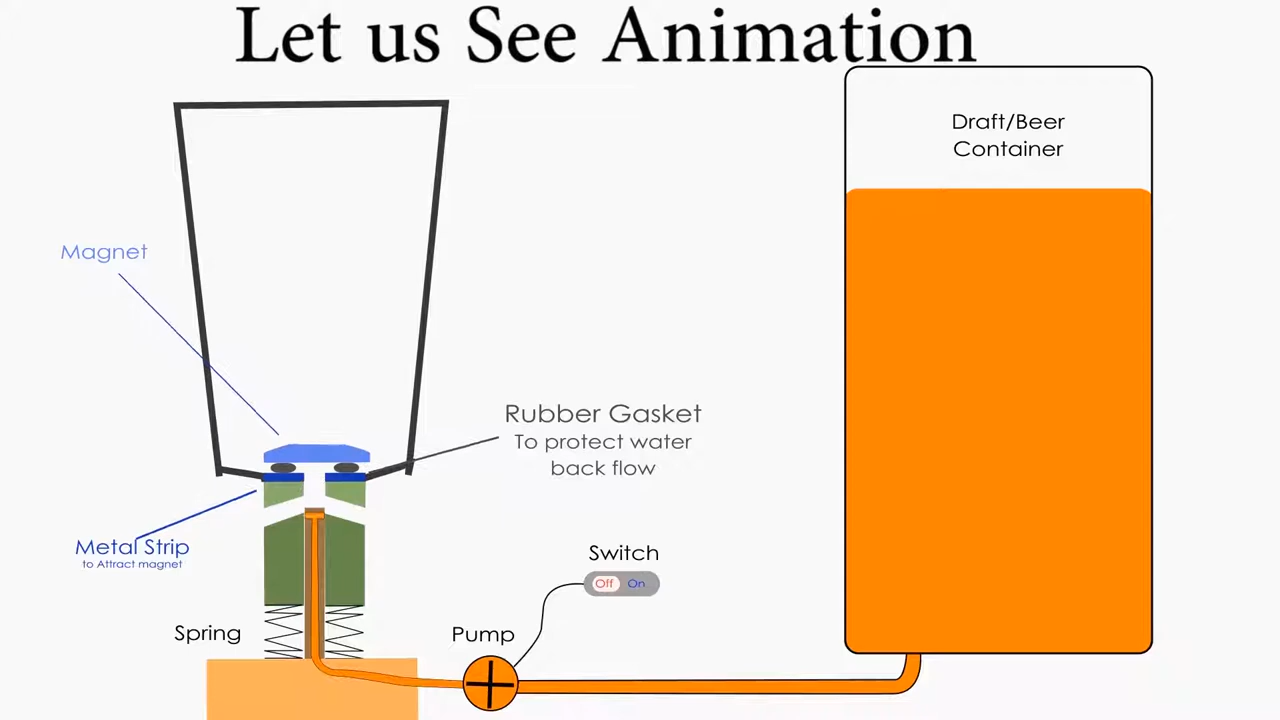 Let us See Animation
Draft/Beer
Container
Magnet
Rubber Gasket
To protect water
back flow
Metal Strip
to Attract magnet
Switch
Off On
Spring
Pump